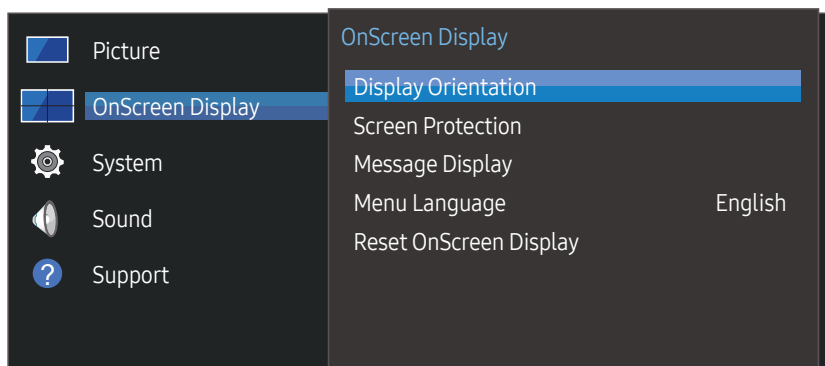 Picture
OnScreen Display
System
Sound
?
Support
OnScreen Display
Display Orientation
Screen Protection
Message Display
Menu Language English
Reset OnScreen Display